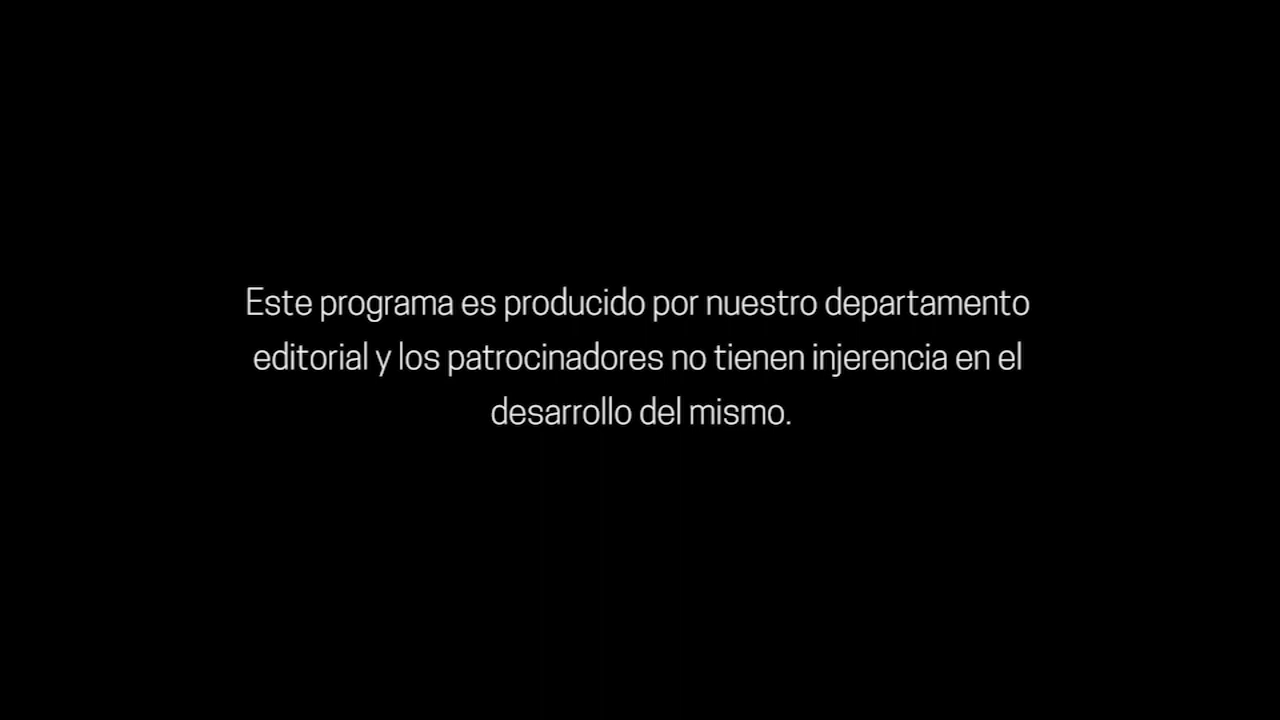 Este programa es producido por nuestro departamento
editorial y los patrocinadores no tienen injerencia en el
desarrollo del mismo.